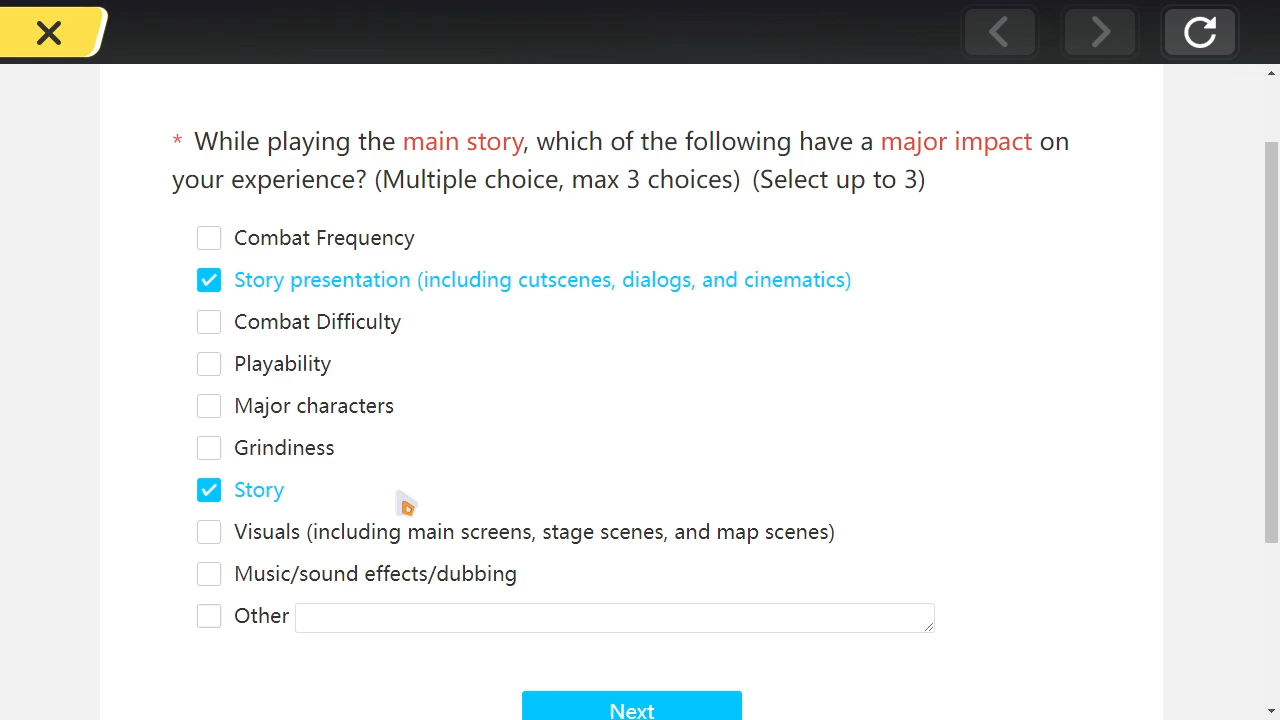 * While playing the main story, which of the following have a major impact on
your experience? (Multiple choice, max 3 choices) (Select up to 3)
Combat Frequency
Story presentation (including cutscenes, dialogs, and cinematics)
Combat Difficulty
Playability
Major characters
Grindiness
Story
Visuals (including main screens, stage scenes, and map scenes)
Music/sound effects/dubbing
Other
Next